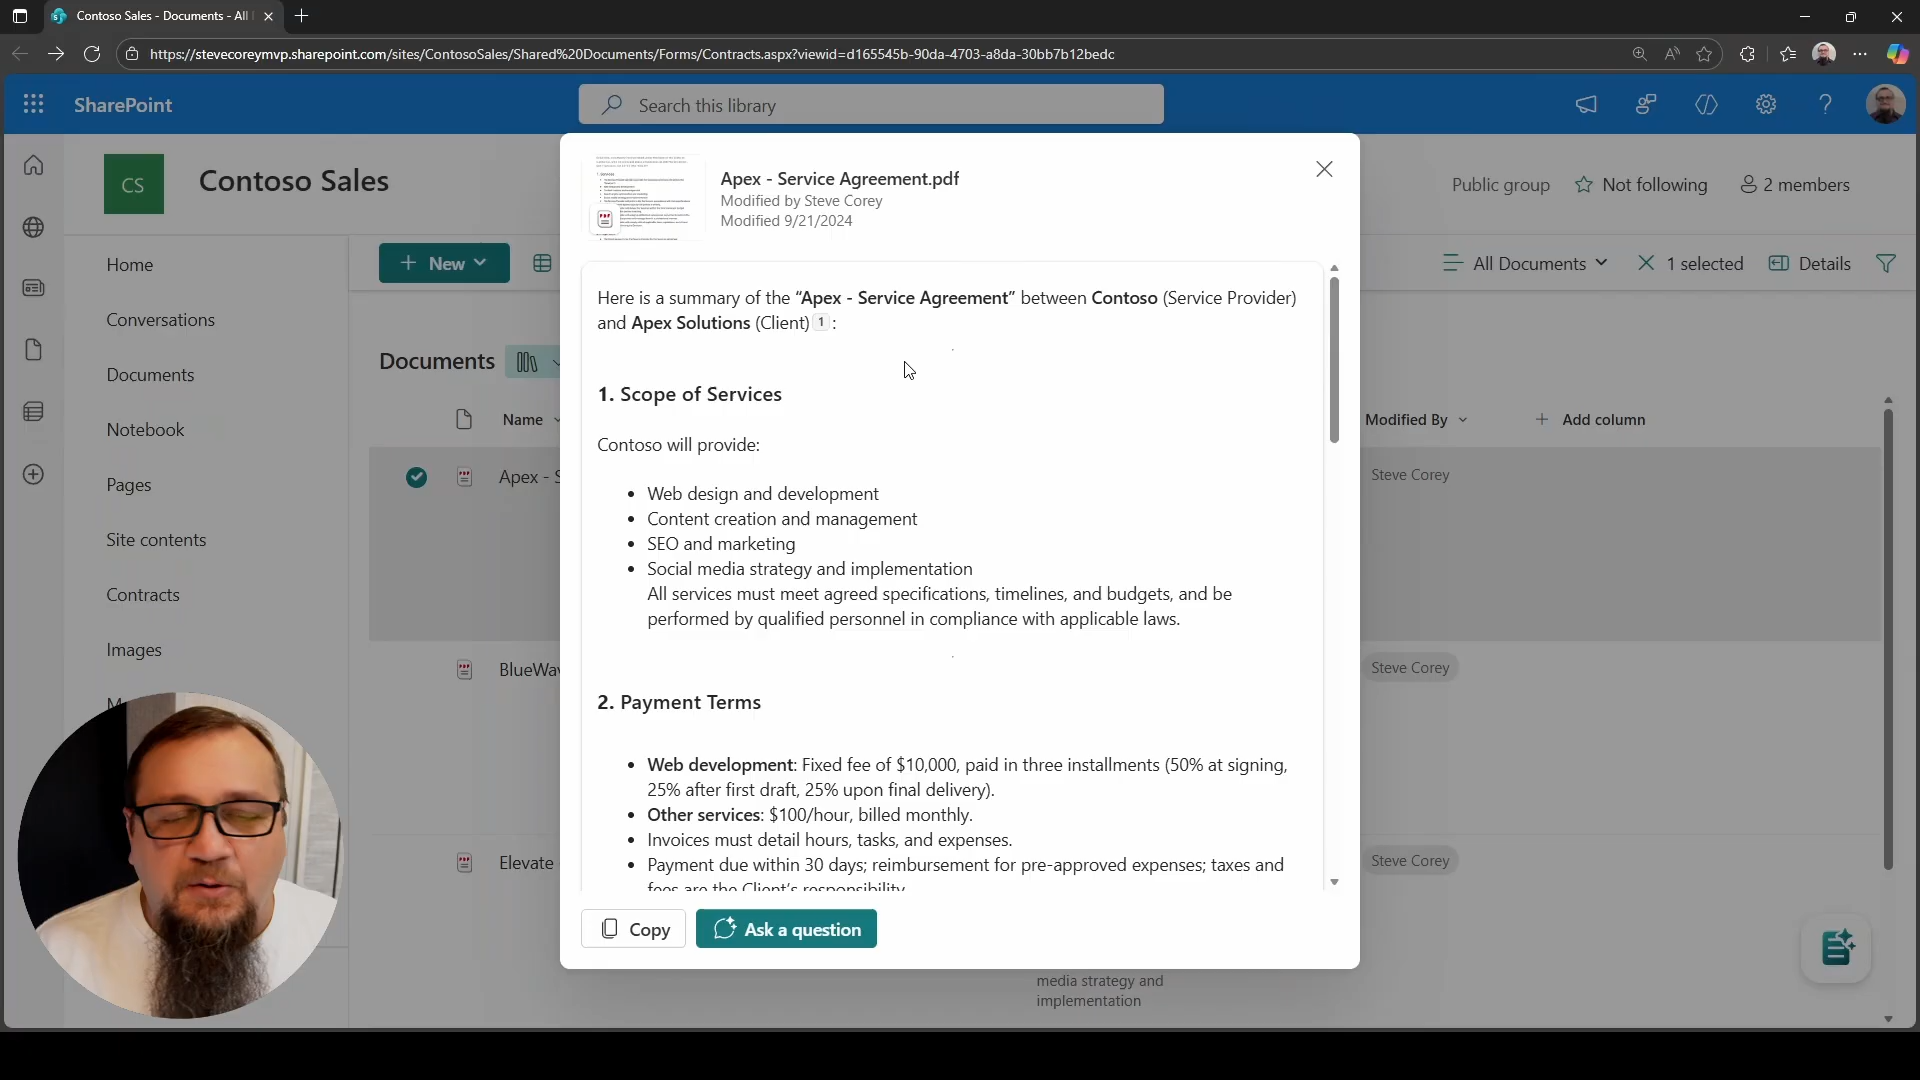 Contoso Sales - Documents - All
https://stevecoreymvp.sharepoint.com/sites/ContosoSales/Shared%20Documents/Forms/Contracts.aspx?viewid=d165545b-90da-4703-a8da-30bb7b12bedc
SharePoint
Search this library
CS
Contoso Sales
Public group
Not following
2 members
Home
Conversations
Documents
Notebook
Pages
Site contents
Contracts
Images
New
All Documents
1 selected
Details
Documents
Name
Modified By
Add column
Apex - S
Steve Corey
BlueWav
Steve Corey
Elevate
Steve Corey
media strategy and
implementation
Apex - Service Agreement.pdf
Modified by Steve Corey
Modified 9/21/2024
Here is a summary of the “Apex - Service Agreement” between Contoso (Service Provider)
and Apex Solutions (Client) 1 :
1. Scope of Services
Contoso will provide:
• Web design and development
• Content creation and management
• SEO and marketing
• Social media strategy and implementation
All services must meet agreed specifications, timelines, and budgets, and be
performed by qualified personnel in compliance with applicable laws.
2. Payment Terms
• Web development: Fixed fee of $10,000, paid in three installments (50% at signing,
25% after first draft, 25% upon final delivery).
• Other services: $100/hour, billed monthly.
• Invoices must detail hours, tasks, and expenses.
• Payment due within 30 days; reimbursement for pre-approved expenses; taxes and
fees are the Client's responsibility
Copy
Ask a question